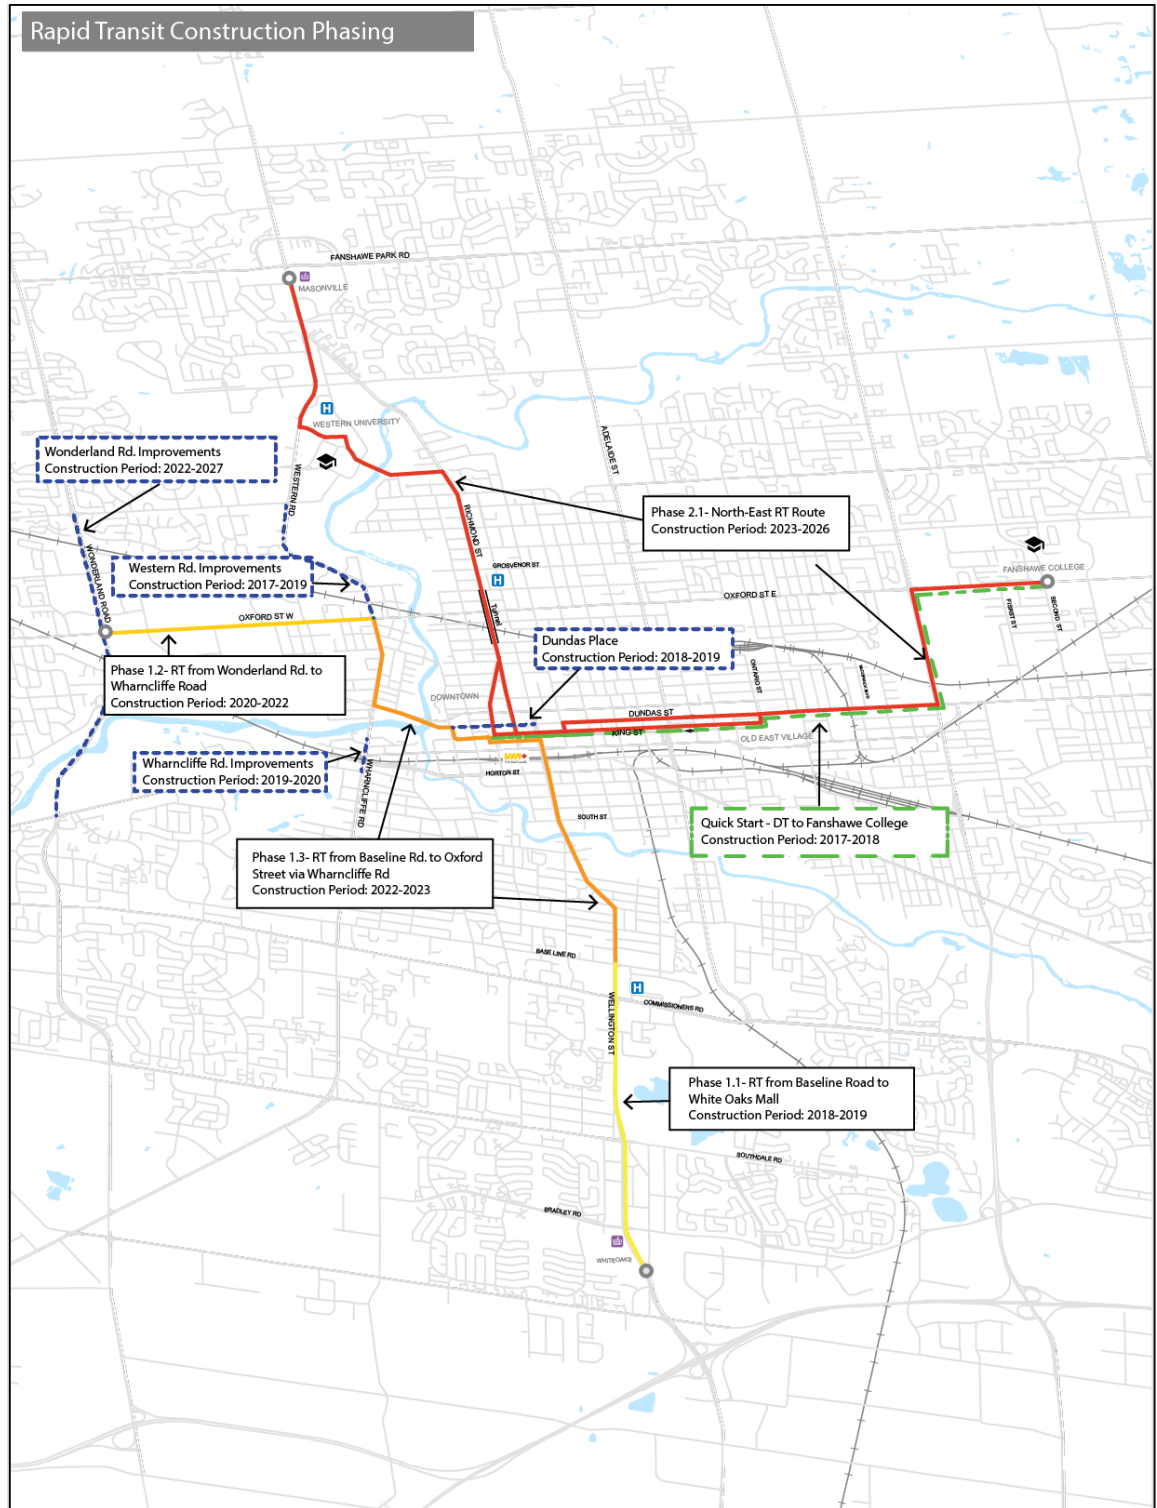 Rapid Transit Construction Phasing
FANSHAWE PARK RD
MASONVILLE
H
WESTERN UNIVERSITY
ADELAIDE ST
Wonderland Rd. Improvements
Construction Period: 2022-2027
WESTERN RD
Phase 2.1- North-East RT Route
Construction Period: 2023-2026
RICHMOND ST
WONDERLAND ROAD
GROSVENOR ST
H
FANSHAWE COLLEGE
Western Rd. Improvements
Construction Period: 2017-2019
OXFORD ST E
SECOND ST
Tunnel
OXFORD ST W
Dundas Place
Construction Period: 2018-2019
Phase 1.2- RT from Wonderland Rd. to
Wharncliffe Road
Construction Period: 2020-2022
ONTARIO ST
DOWNTOWN
DUNDAS ST
KING ST
OLD EAST VILLAGE
VIA
Wharncliffe Rd. Improvements
Construction Period: 2019-2020
WHARNCLIFFE RD
HORTON ST
SOUTH ST
Quick Start - DT to Fanshawe College
Construction Period: 2017-2018
Phase 1.3- RT from Baseline Rd. to Oxford
Street via Wharncliffe Rd
Construction Period: 2022-2023
BASE LINE RD
H
COMMISSIONERS RD
WELLINGTON ST
Phase 1.1- RT from Baseline Road to
White Oaks Mall
Construction Period: 2018-2019
SOUTHDALE RD
BRADLEY RD
WHITEOAKS